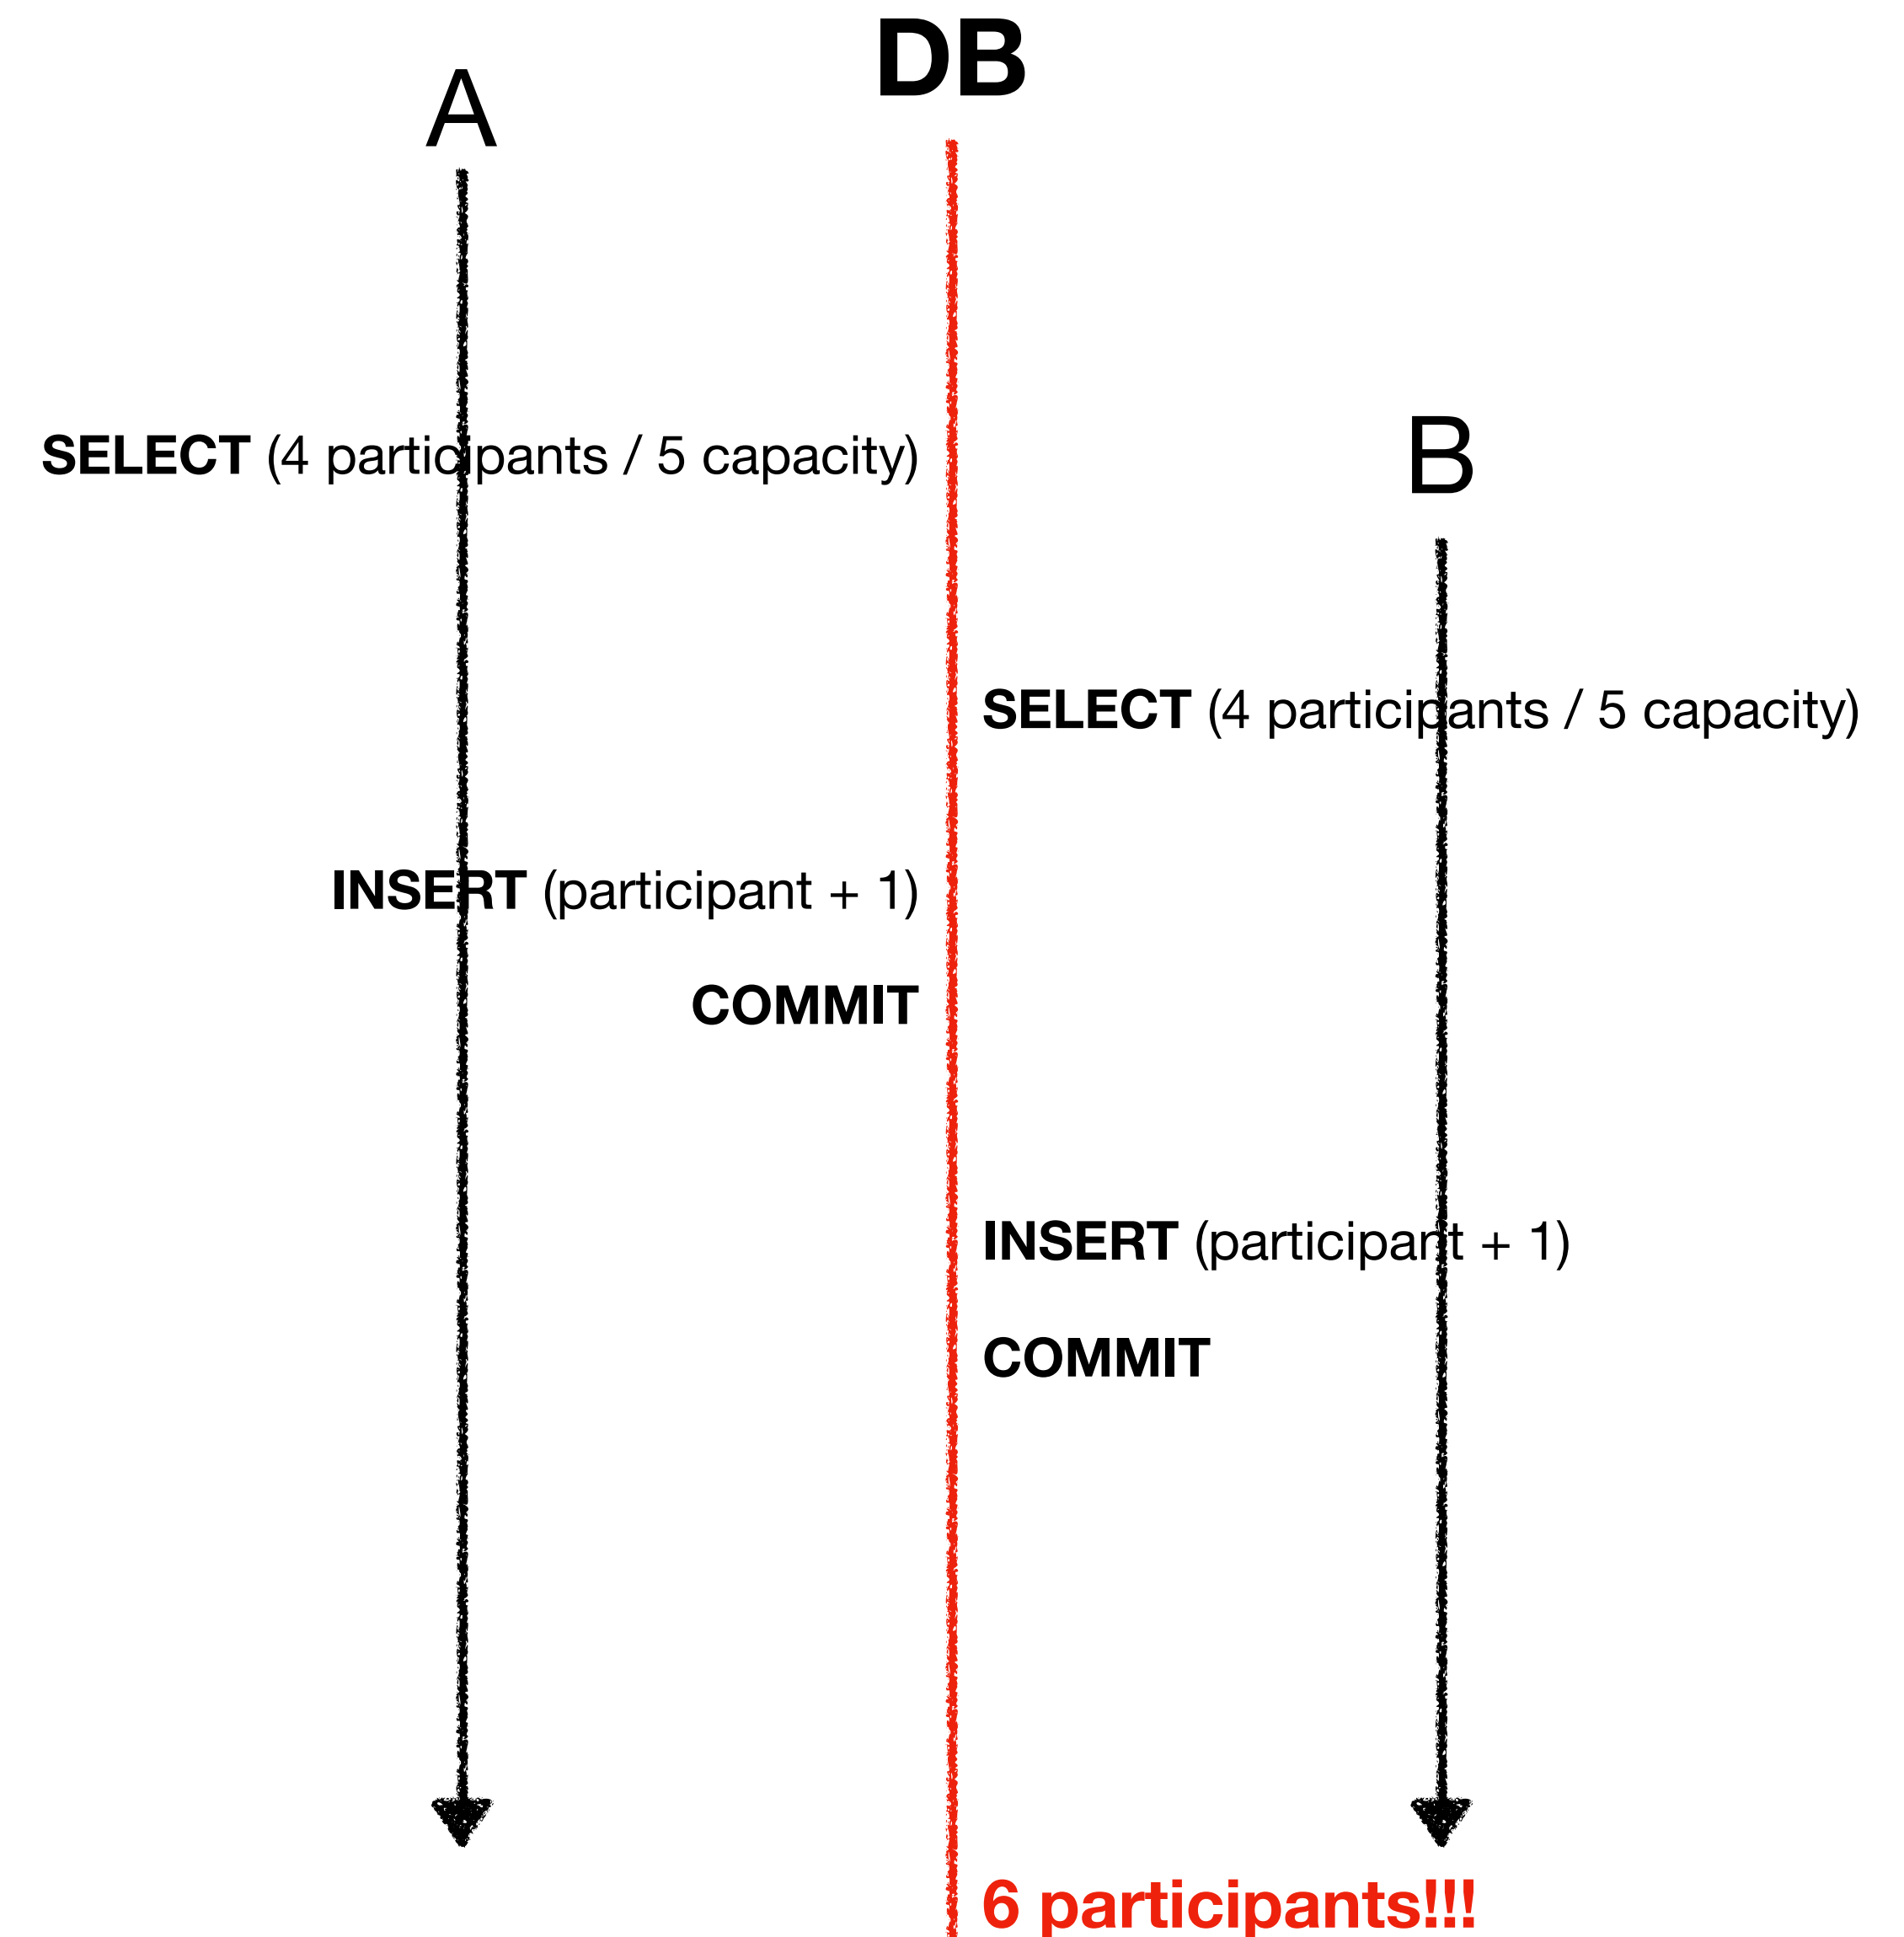 DB
A
B
SELECT (4 participants / 5 capacity)
SELECT (4 participants / 5 capacity)
INSERT (participant + 1)
COMMIT
INSERT (participant + 1)
COMMIT
6 participants!!!